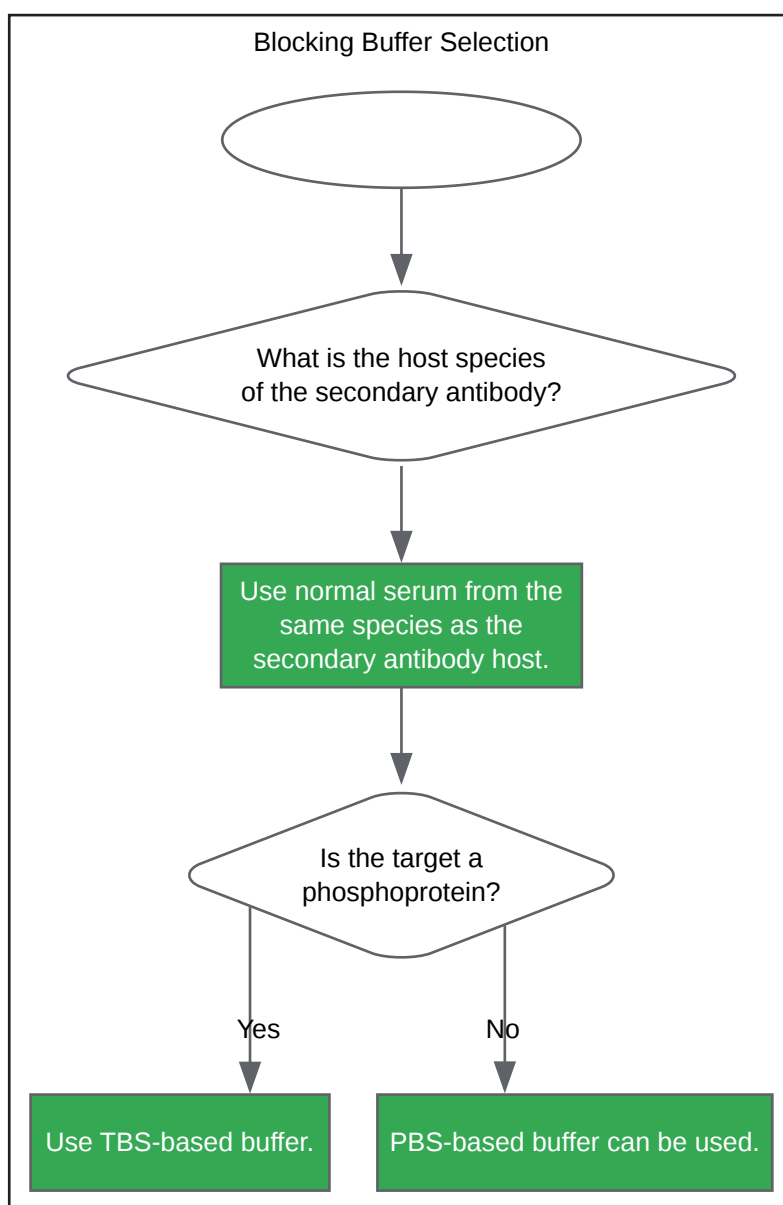 Blocking Buffer Selection
What is the host species
of the secondary antibody?
Use normal serum from the
same species as the
secondary antibody host.
Is the target a
phosphoprotein?
Yes
No
Use TBS-based buffer.
PBS-based buffer can be used.